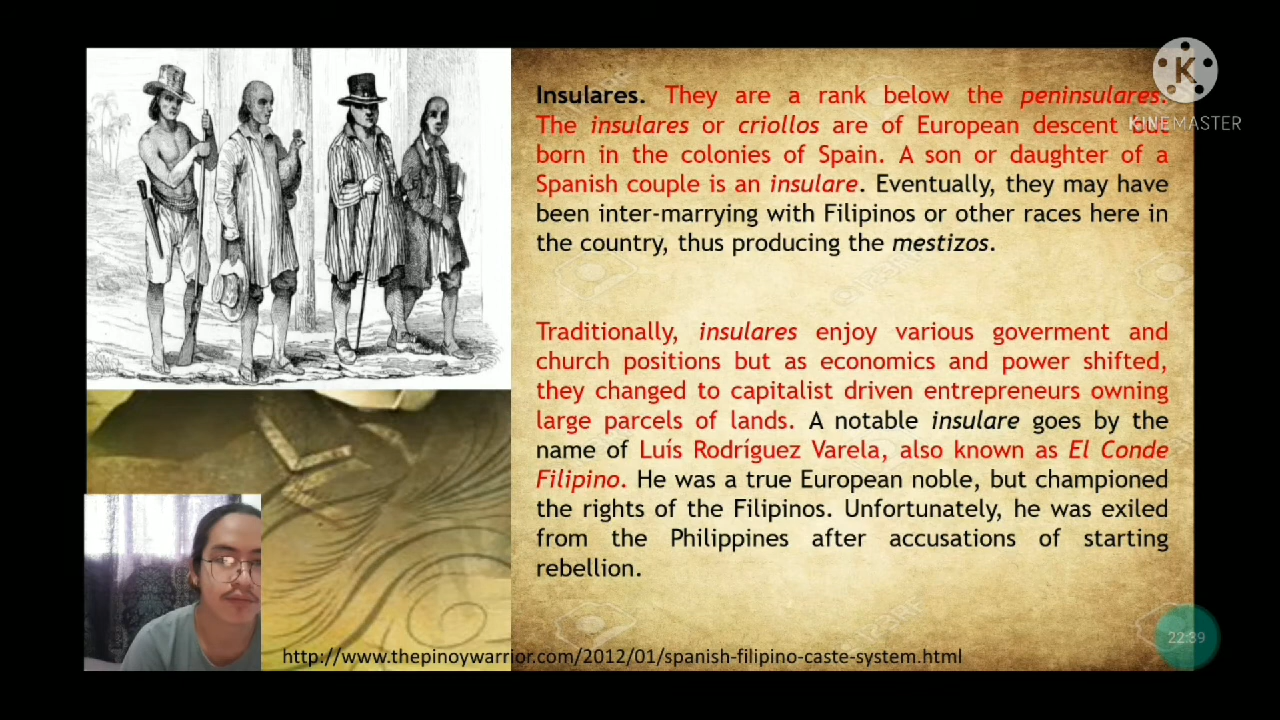 Insulares. They are a rank below the peninsulares.
The insulares or criollos are of European descent but
born in the colonies of Spain. A son or daughter of a
Spanish couple is an insulare. Eventually, they may have
been inter-marrying with Filipinos or other races here in
the country, thus producing the mestizos.
Traditionally, insulares enjoy various goverment and
church positions but as economics and power shifted,
they changed to capitalist driven entrepreneurs owning
large parcels of lands. A notable insulare goes by the
name of Luís Rodríguez Varela, also known as El Conde
Filipino. He was a true European noble, but championed
the rights of the Filipinos. Unfortunately, he was exiled
from the Philippines after accusations of starting
rebellion.
http://www.thepinoywarrior.com/2012/01/spanish-filipino-caste-system.html
K
KINEMASTER
22:39